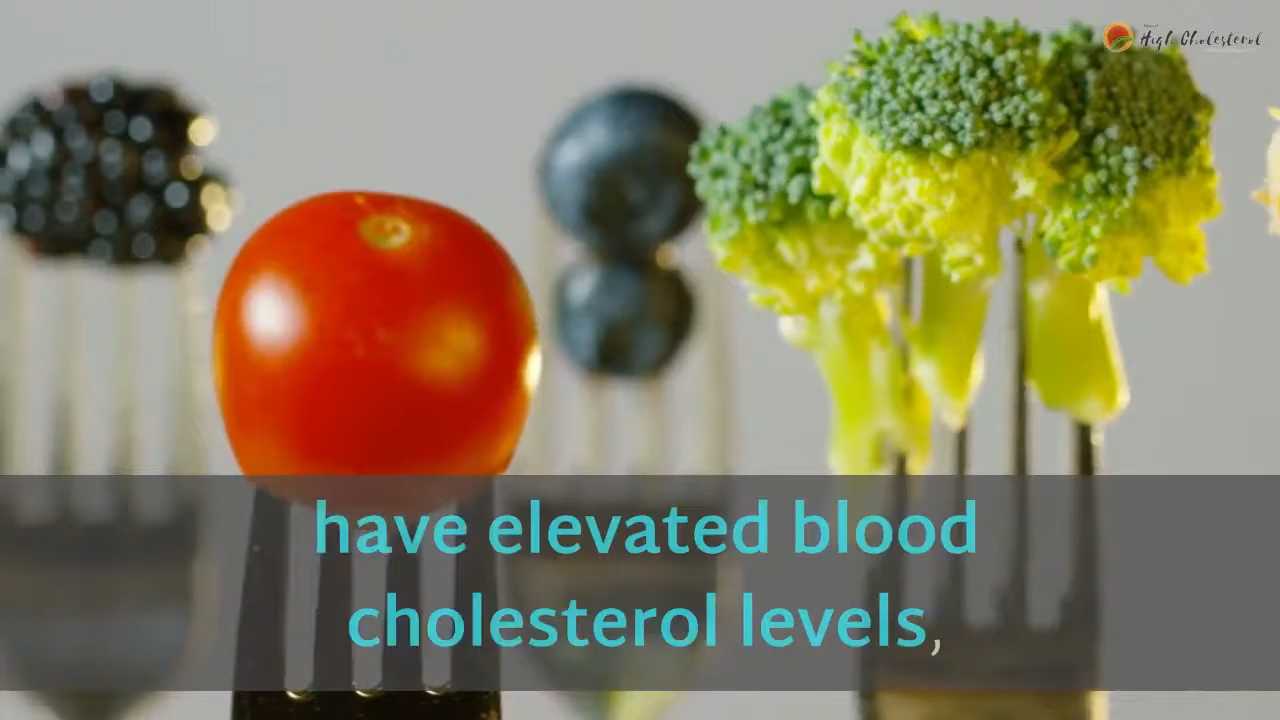 High Cholesterol
have elevated blood
cholesterol levels,